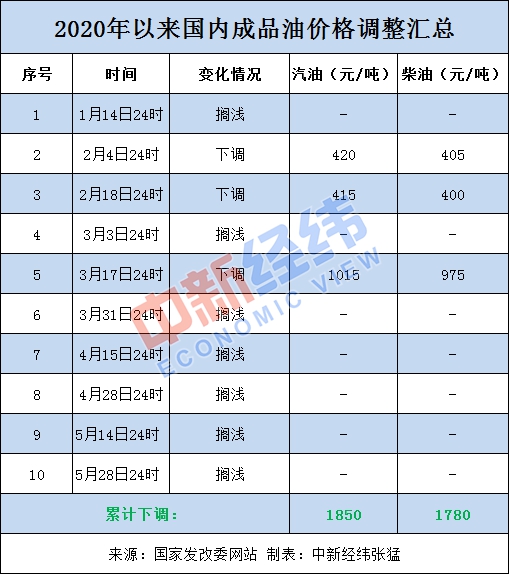 2020年以来国内成品油价格调整汇总
序号 时间 变化情况 汽油（元/吨） 柴油（元/吨）
1 1月14日24时 搁浅 － －
2 2月4日24时 下调 420 405
3 2月18日24时 下调 415 400
4 3月3日24时 搁浅 － －
5 3月17日24时 下调 1015 975
6 3月31日24时 搁浅 － －
7 4月15日24时 搁浅 － －
8 4月28日24时 搁浅 － －
9 5月14日24时 搁浅 － －
10 5月28日24时 搁浅 － －
累计下调： 1850 1780
来源：国家发改委网站 制表：中新经纬张猛
中新经纬
ECONOMIC VIEW